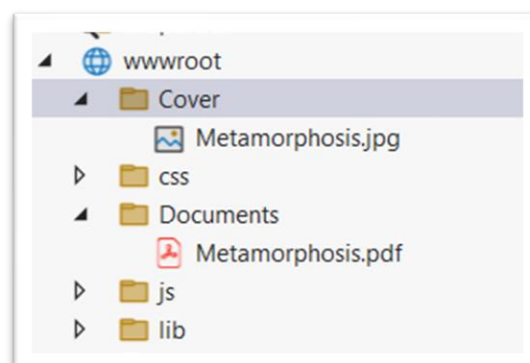 wwwroot
Cover
Metamorphosis.jpg
css
Documents
Metamorphosis.pdf
js
lib